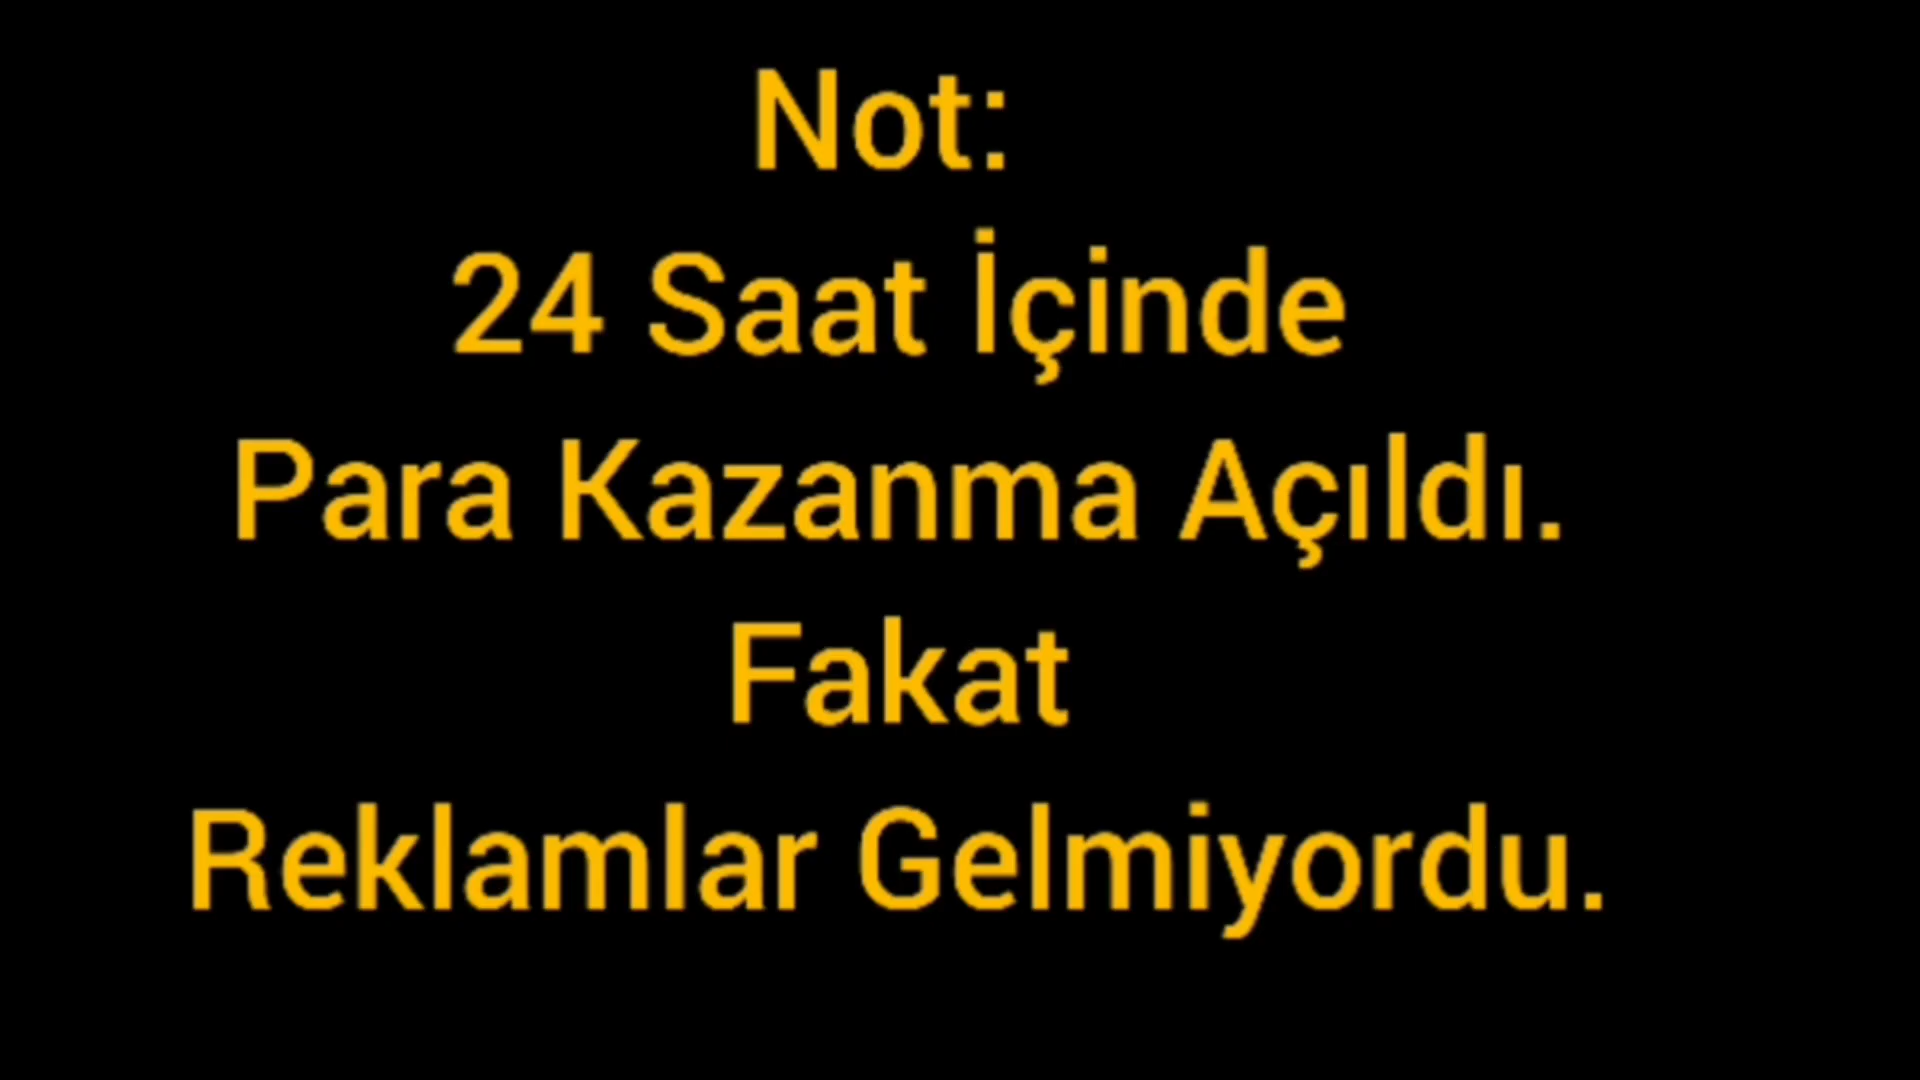 Not:
24 Saat İçinde
Para Kazanma Açıldı.
Fakat
Reklamlar Gelmiyordu.